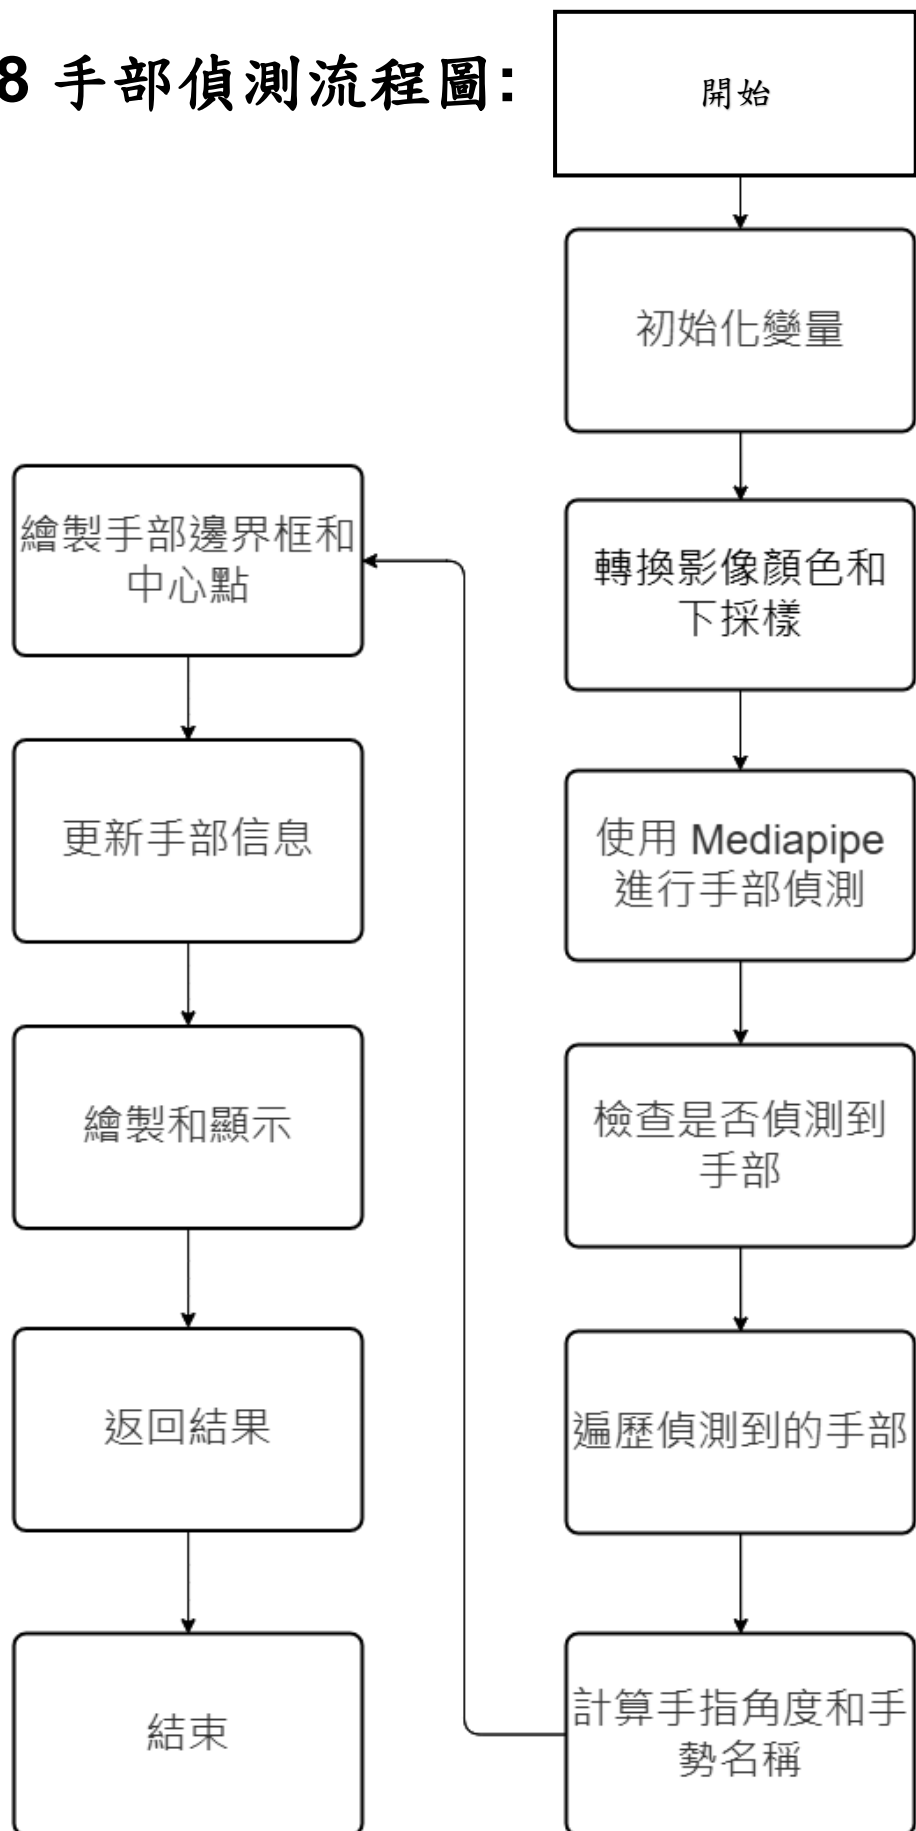 8 手部偵測流程圖:
開始
初始化變量
轉換影像顏色和
下採樣
使用 Mediapipe
進行手部偵測
檢查是否偵測到
手部
遍歷偵測到的手部
計算手指角度和手
勢名稱
繪製手部邊界框和
中心點
更新手部信息
繪製和顯示
返回結果
結束